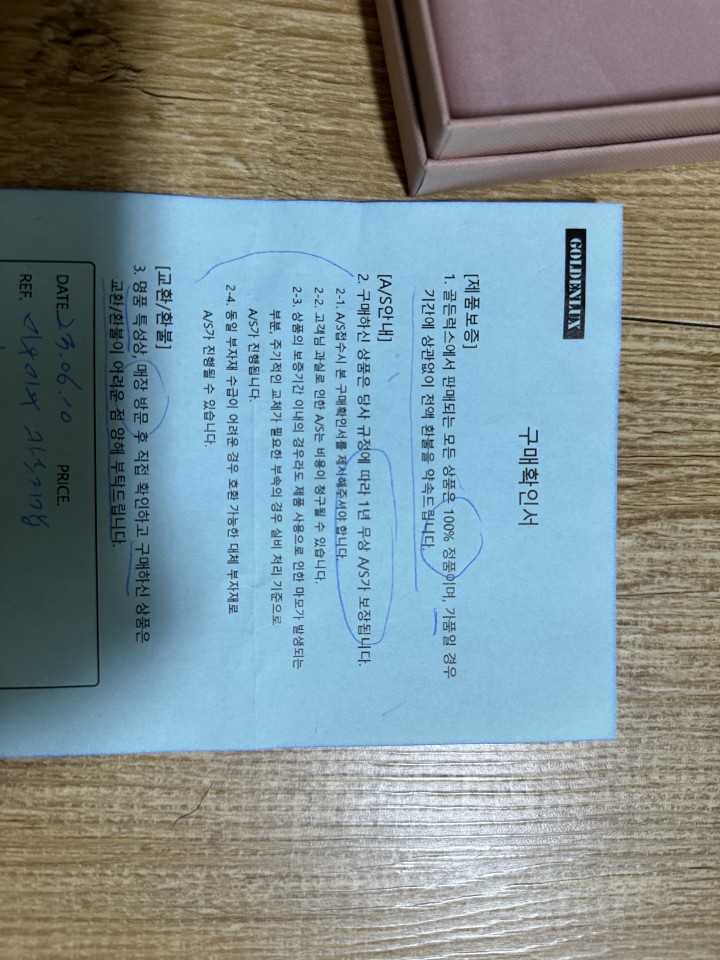 GOLDENLUX
구매확인서
[제품보증]
1. 골든럭스에서 판매되는 모든 상품은 100% 정품이며, 가품일 경우
기간에 상관없이 전액 환불을 약속드립니다.
[A/S안내]
2. 구매하신 상품은 당사 규정에 따라 1년 무상 A/S가 보장됩니다.
2-1. A/S접수시 본 구매확인서를 제시해주셔야 합니다.
2-2. 고객님 과실로 인한 A/S는 비용이 청구될 수 있습니다.
2-3. 상품의 보증기간 이내의 경우라도 제품 사용으로 인한 마모가 발생되는
부분, 주기적인 교체가 필요한 부속의 경우 실비 처리 기준으로
A/S가 진행됩니다.
2-4. 동일 부자재 수급이 어려운 경우 호환 가능한 대체 부자재로
A/S가 진행될 수 있습니다.
[교환/환불]
3. 명품 특성상, 매장 방문 후 직접 확인하고 구매하신 상품은
교환/환불이 어려운 점 양해 부탁드립니다.
DATE. 23.06.10 PRICE.
REF.